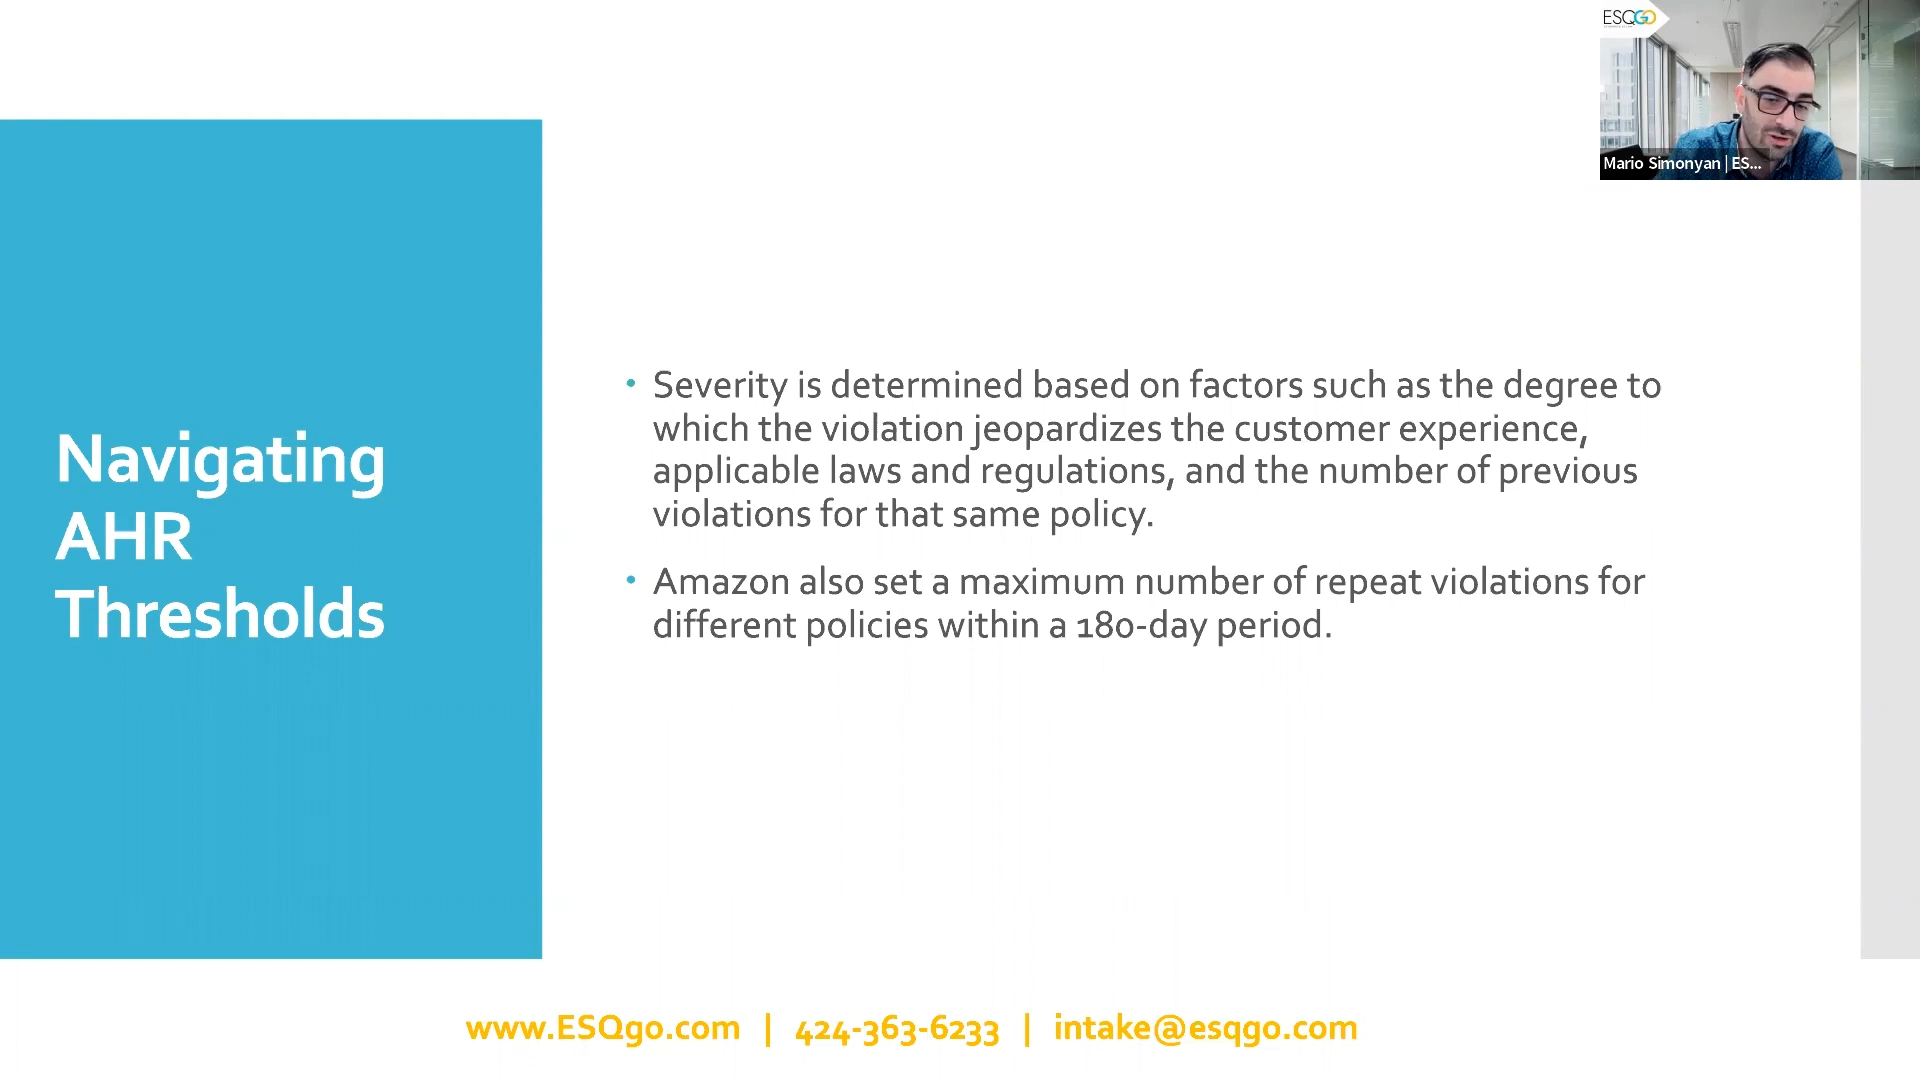 ESQGO
Mario Simonyan | ES...
Navigating
AHR
Thresholds
• Severity is determined based on factors such as the degree to
which the violation jeopardizes the customer experience,
applicable laws and regulations, and the number of previous
violations for that same policy.
• Amazon also set a maximum number of repeat violations for
different policies within a 180-day period.
www.ESQgo.com | 424-363-6233 | intake@esqgo.com